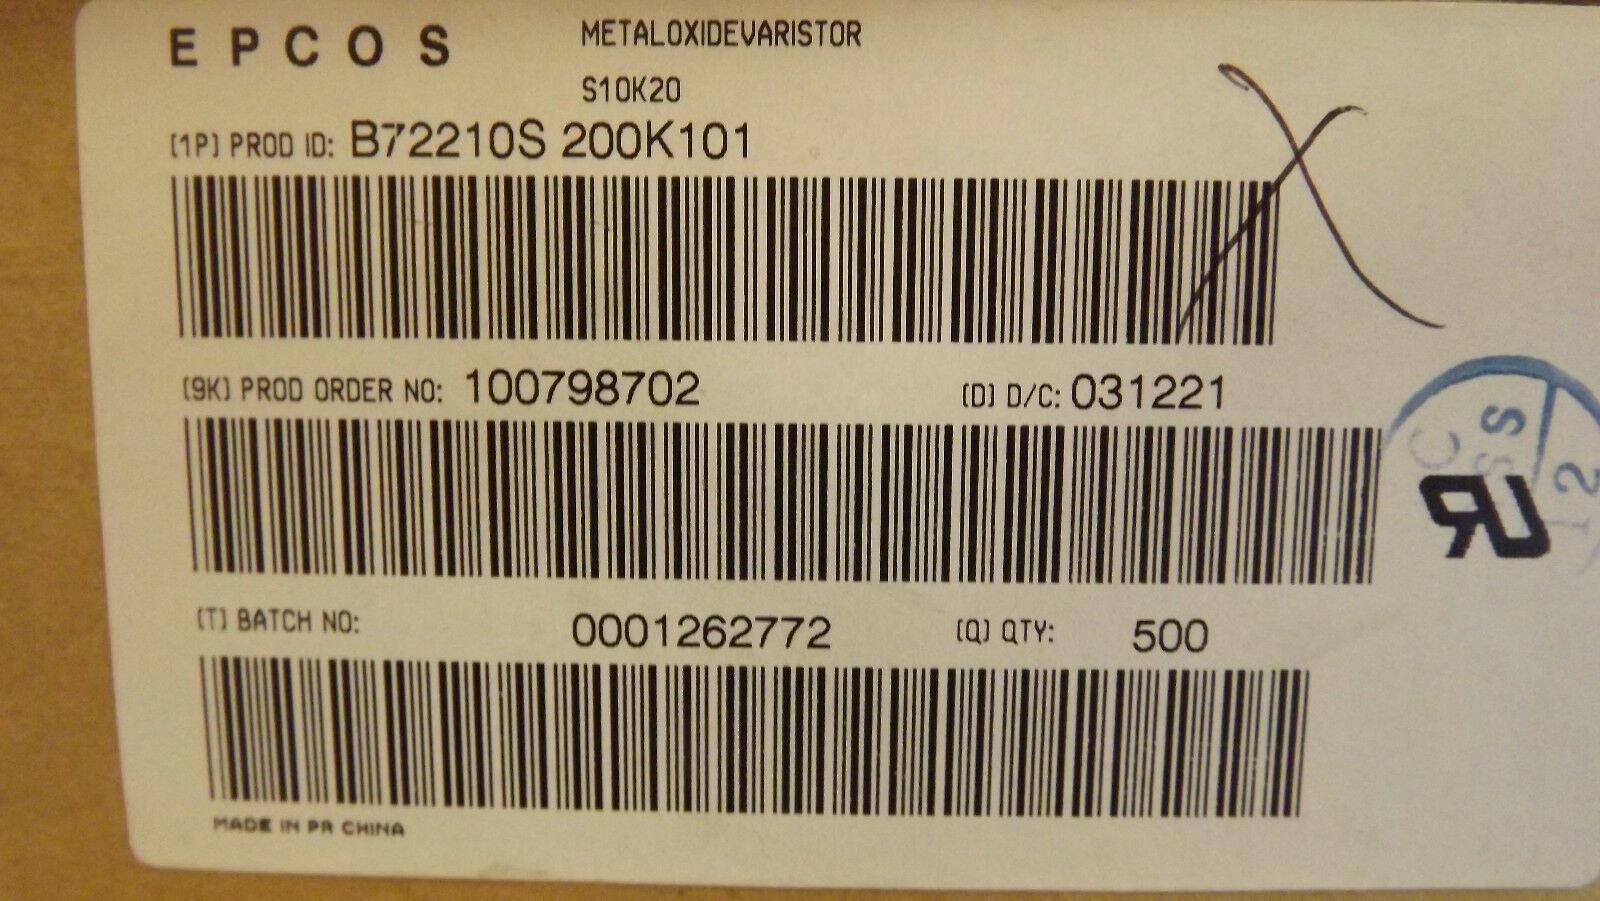 EPCOS
METALOXIDEVARISTOR
S10K20
(1P) PROD ID: B72210S 200K101
(9K) PROD ORDER NO: 100798702 (D) D/C: 031221
(T) BATCH NO: 0001262772 (Q) QTY: 500
MADE IN PR CHINA